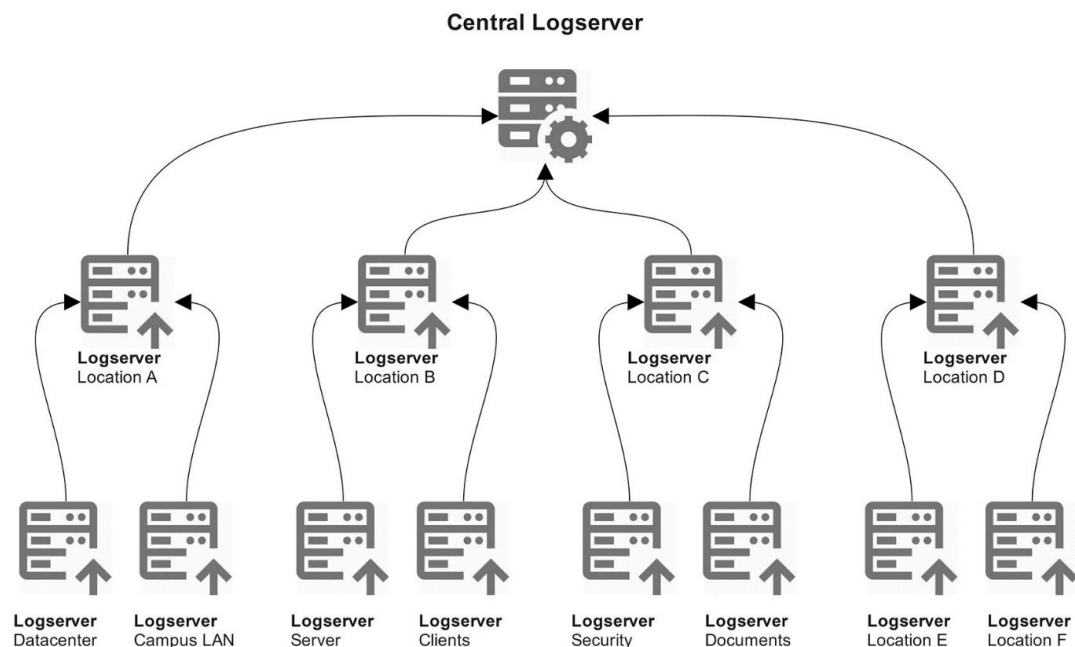 Central Logserver
Logserver
Location A
Logserver
Location B
Logserver
Location C
Logserver
Location D
Logserver
Datacenter
Logserver
Campus LAN
Logserver
Server
Logserver
Clients
Logserver
Security
Logserver
Documents
Logserver
Location E
Logserver
Location F